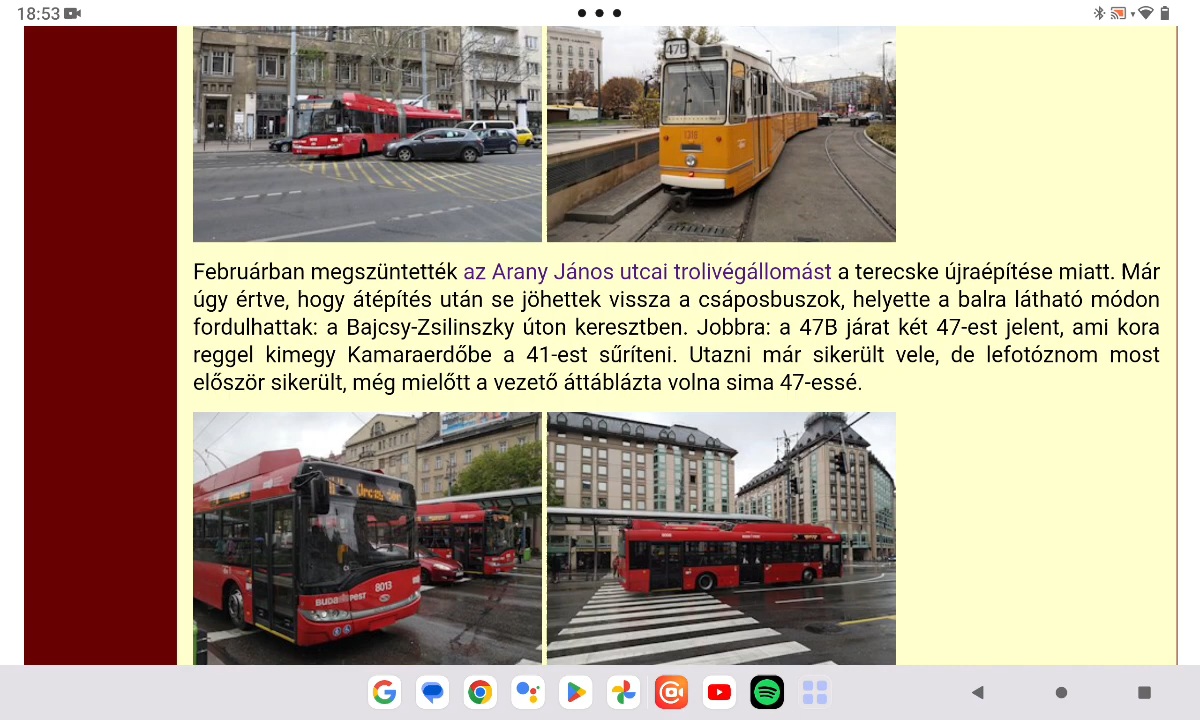 18:53
47B
1318
Februárban megszüntették az Arany János utcai trolivégállomást a terecske újraépítése miatt. Már
úgy értve, hogy átépítés után se jöhettek vissza a csáposbuszok, helyette a balra látható módon
fordulhattak: a Bajcsy-Zsilinszky úton keresztben. Jobbra: a 47B járat két 47-est jelent, ami kora
reggel kimegy Kamaraerdőbe a 41-est sűríteni. Utazni már sikerült vele, de lefotóznom most
először sikerült, még mielőtt a vezető áttáblázta volna sima 47-essé.
8013
BUDAPEST